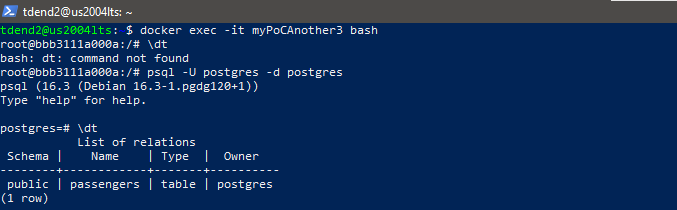 tdend2@us2004lts: ~
tdend2@us2004lts:~$ docker exec -it myPoCAnother3 bash
root@bbb3111a000a:/# \dt
bash: dt: command not found
root@bbb3111a000a:/# psql -U postgres -d postgres
psql (16.3 (Debian 16.3-1.pgdg120+1))
Type "help" for help.
postgres=# \dt
           List of relations
 Schema |    Name    | Type  |  Owner
--------+------------+-------+----------
 public | passengers | table | postgres
(1 row)